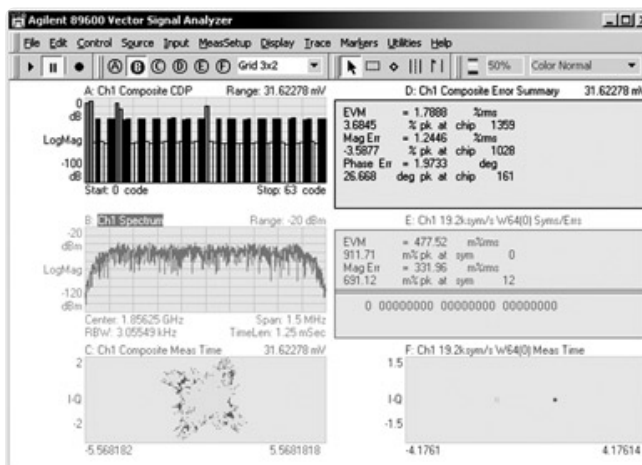 Agilent 89600 Vector Signal Analyzer
File Edit Control Source Input MeasSetup Display Trace Markers Utilities Help
A B C D E F Grid 3x2 50% Color Normal
A: Ch1 Composite CDP Range: 31.62278 mV
0
dB
LogMag
-100
dB
Start: 0 code Stop: 63 code
D: Ch1 Composite Error Summary 31.62278 mV
EVM = 1.7888 %rms
3.6845 % pk at chip 1359
Mag Err = 1.2446 %rms
-3.5877 % pk at chip 1028
Phase Err = 1.9733 deg
26.668 deg pk at chip 161
B: Ch1 Spectrum Range: -20 dBm
-20
dBm
LogMag
-120
dBm
Center: 1.85625 GHz Span: 1.5 MHz
RBW: 3.05549 kHz TimeLen: 1.25 mSec
E: Ch1 19.2ksym/s W64(0) Syms/Errs
EVM = 477.52 m%rms
911.71 m% pk at sym 0
Mag Err = 331.96 m%rms
691.12 m% pk at sym 12
0 00000000 00000000 00000000
C: Ch1 Composite Meas Time 31.62278 mV
2
I-Q
-2
-5.568182 5.5681818
F: Ch1 19.2ksym/s W64(0) Meas Time
1.5
I-Q
-1.5
-4.1761 4.17614